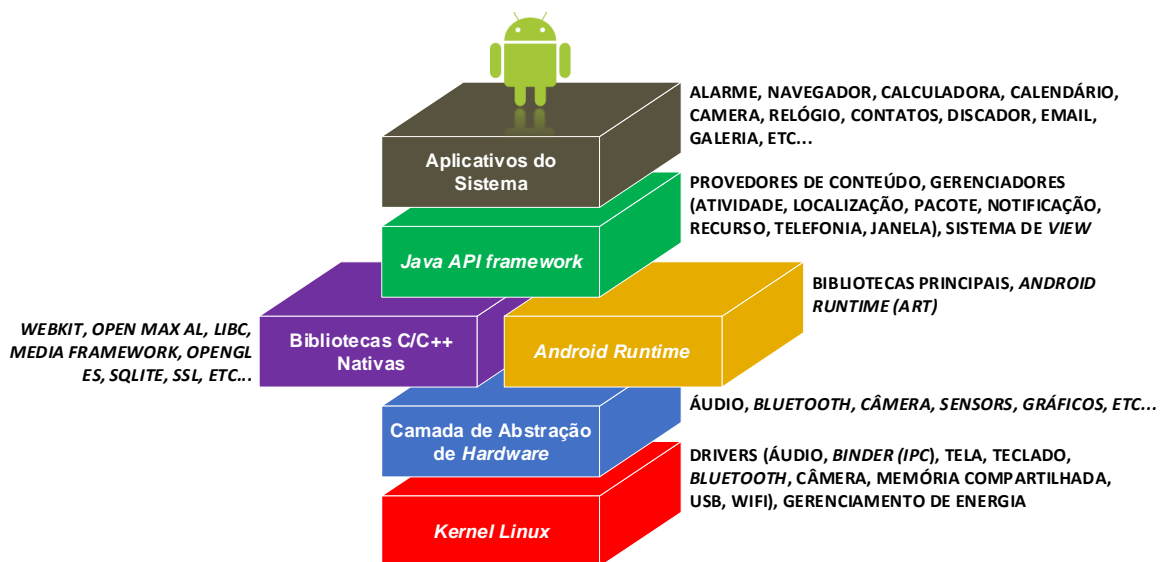 ALARME, NAVEGADOR, CALCULADORA, CALENDÁRIO,
CAMERA, RELÓGIO, CONTATOS, DISCADOR, EMAIL,
GALERIA, ETC...
Aplicativos do
Sistema
PROVEDORES DE CONTEÚDO, GERENCIADORES
(ATIVIDADE, LOCALIZAÇÃO, PACOTE, NOTIFICAÇÃO,
RECURSO, TELEFONIA, JANELA), SISTEMA DE VIEW
Java API framework
BIBLIOTECAS PRINCIPAIS, ANDROID
RUNTIME (ART)
WEBKIT, OPEN MAX AL, LIBC,
MEDIA FRAMEWORK, OPENGL
ES, SQLITE, SSL, ETC...
Bibliotecas C/C++
Nativas
Android Runtime
ÁUDIO, BLUETOOTH, CÂMERA, SENSORS, GRÁFICOS, ETC...
Camada de Abstração
de Hardware
DRIVERS (ÁUDIO, BINDER (IPC), TELA, TECLADO,
BLUETOOTH, CÂMERA, MEMÓRIA COMPARTILHADA,
USB, WIFI), GERENCIAMENTO DE ENERGIA
Kernel Linux